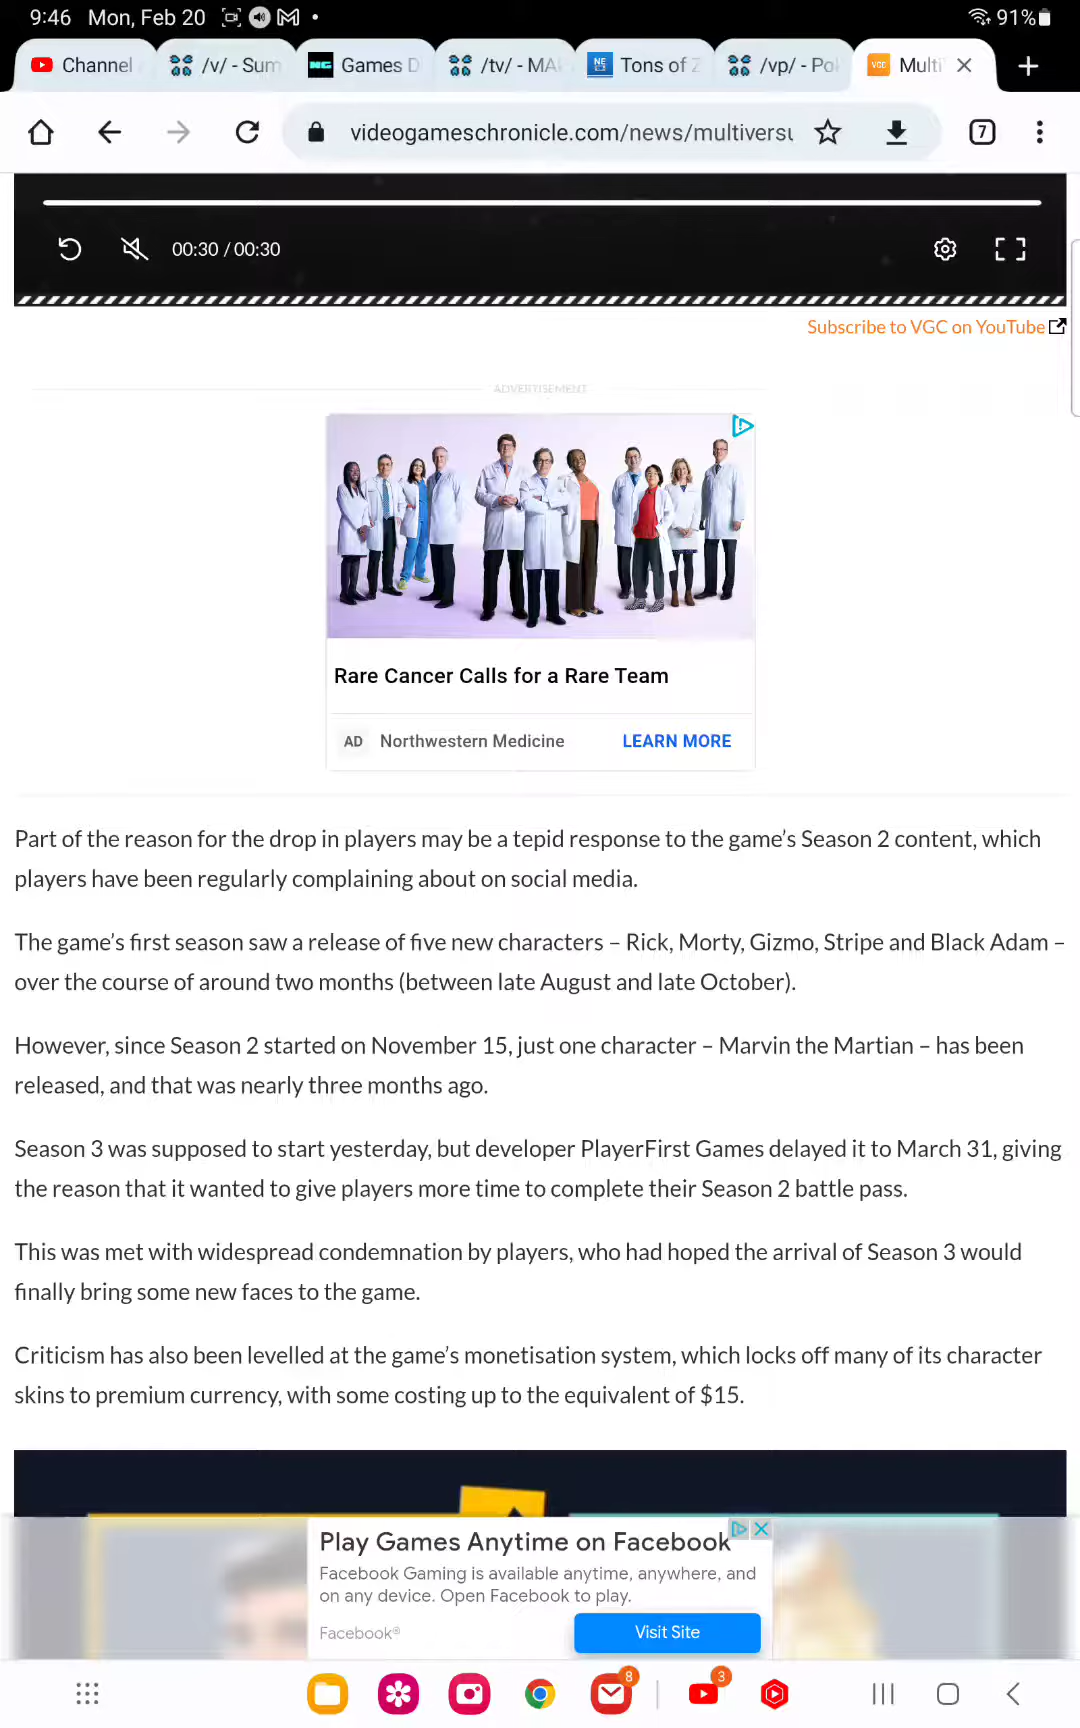 9:46 Mon, Feb 20 91%
Channel /v/ - Sum NG Games D /tv/ - MA NE Tons of Z /vp/ - Pol VGC Multi
videogameschronicle.com/news/multiversu 7
00:30 / 00:30
Subscribe to VGC on YouTube
ADVERTISEMENT
Rare Cancer Calls for a Rare Team
AD Northwestern Medicine LEARN MORE
Part of the reason for the drop in players may be a tepid response to the game’s Season 2 content, which
players have been regularly complaining about on social media.
The game’s first season saw a release of five new characters – Rick, Morty, Gizmo, Stripe and Black Adam –
over the course of around two months (between late August and late October).
However, since Season 2 started on November 15, just one character – Marvin the Martian – has been
released, and that was nearly three months ago.
Season 3 was supposed to start yesterday, but developer PlayerFirst Games delayed it to March 31, giving
the reason that it wanted to give players more time to complete their Season 2 battle pass.
This was met with widespread condemnation by players, who had hoped the arrival of Season 3 would
finally bring some new faces to the game.
Criticism has also been levelled at the game’s monetisation system, which locks off many of its character
skins to premium currency, with some costing up to the equivalent of $15.
Play Games Anytime on Facebook
Facebook Gaming is available anytime, anywhere, and
on any device. Open Facebook to play.
Facebook® Visit Site
8 3